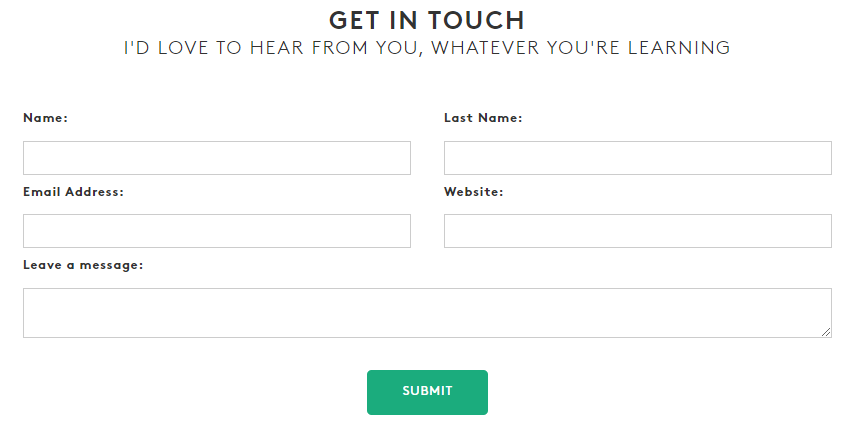 GET IN TOUCH
I'D LOVE TO HEAR FROM YOU, WHATEVER YOU'RE LEARNING
Name:
Last Name:
Email Address:
Website:
Leave a message:
SUBMIT